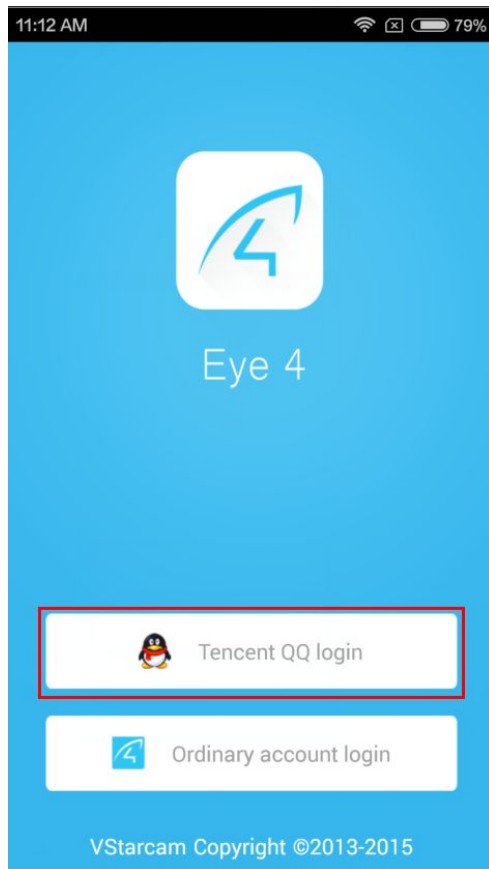 11:12 AM 79%
Eye 4
Tencent QQ login
Ordinary account login
VStarcam Copyright ©2013-2015